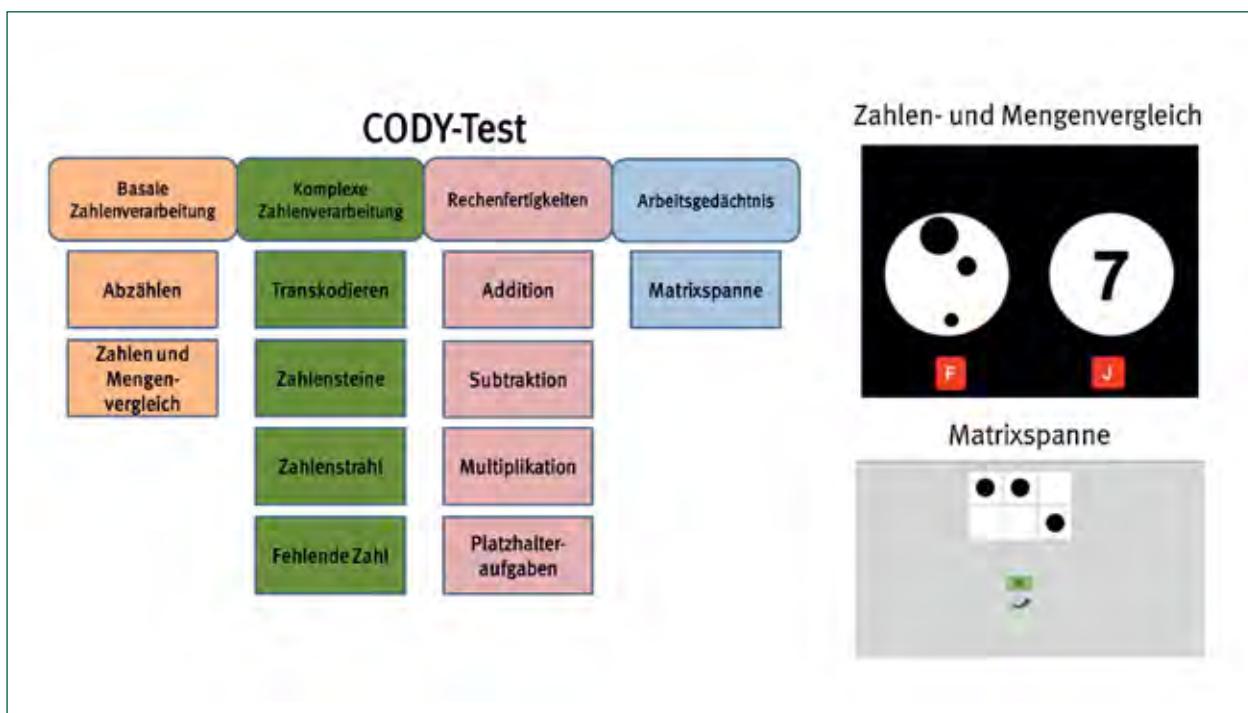 CODY-Test
Basale
Zahlenverarbeitung
Komplexe
Zahlenverarbeitung
Rechenfertigkeiten
Arbeitsgedächtnis
Abzählen
Transkodieren
Addition
Matrixspanne
Zahlen und
Mengen-
vergleich
Zahlensteine
Subtraktion
Zahlenstrahl
Multiplikation
Fehlende Zahl
Platzhalter-
aufgaben
Zahlen- und Mengenvergleich
7
F
J
Matrixspanne